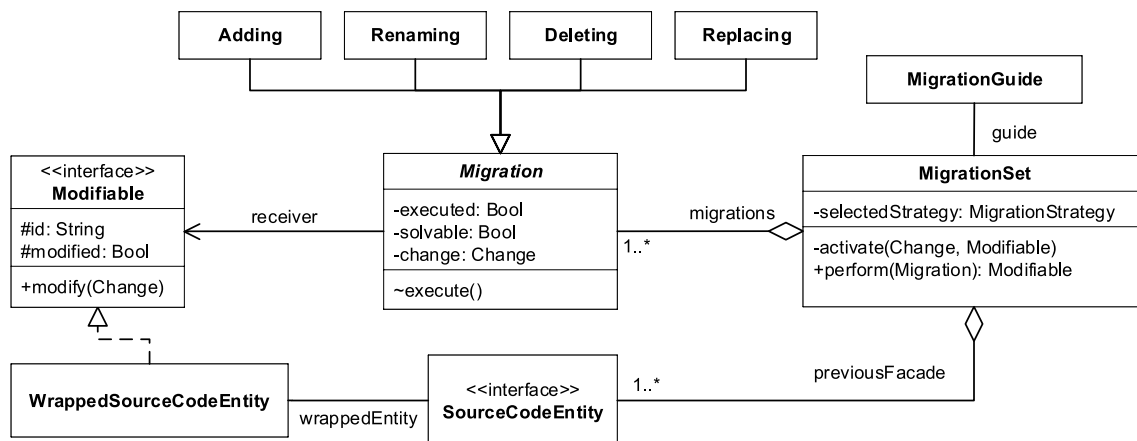 Adding
Renaming
Deleting
Replacing
MigrationGuide
guide
<<interface>>
Modifiable
#id: String
#modified: Bool
+modify(Change)
receiver
Migration
-executed: Bool
-solvable: Bool
-change: Change
~execute()
migrations
1..*
MigrationSet
-selectedStrategy: MigrationStrategy
-activate(Change, Modifiable)
+perform(Migration): Modifiable
WrappedSourceCodeEntity
wrappedEntity
<<interface>>
SourceCodeEntity
1..*
previousFacade